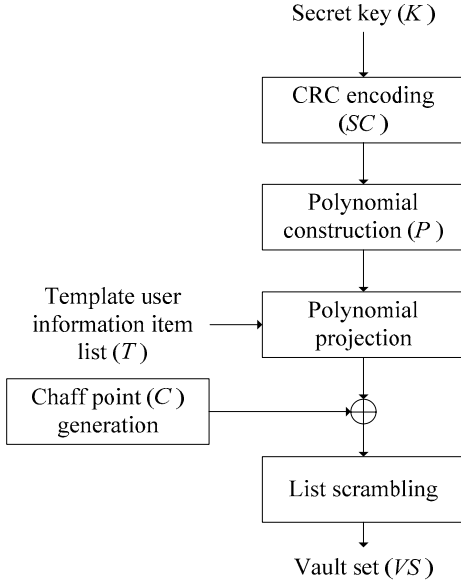 Secret key (K)
CRC encoding
(SC)
Polynomial
construction (P)
Template user
information item
list (T)
Polynomial
projection
Chaff point (C)
generation
List scrambling
Vault set (VS)